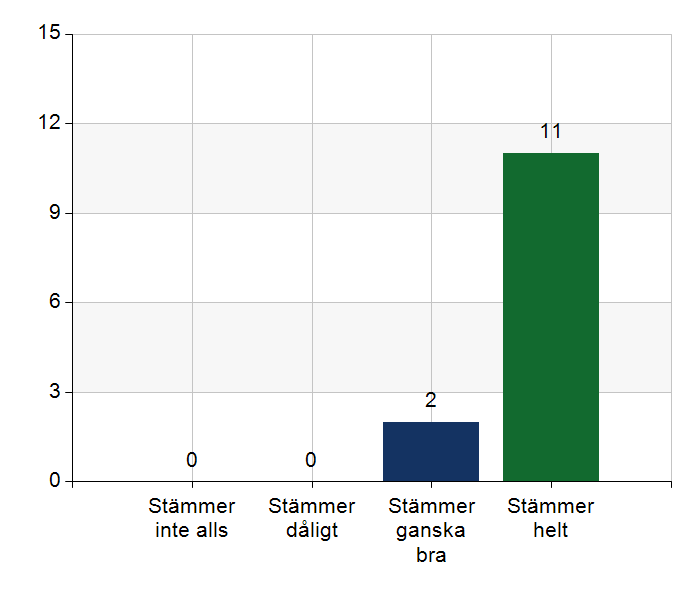 15
12
9
6
3
0
0
0
2
11
Stämmer
inte alls
Stämmer
dåligt
Stämmer
ganska
bra
Stämmer
helt